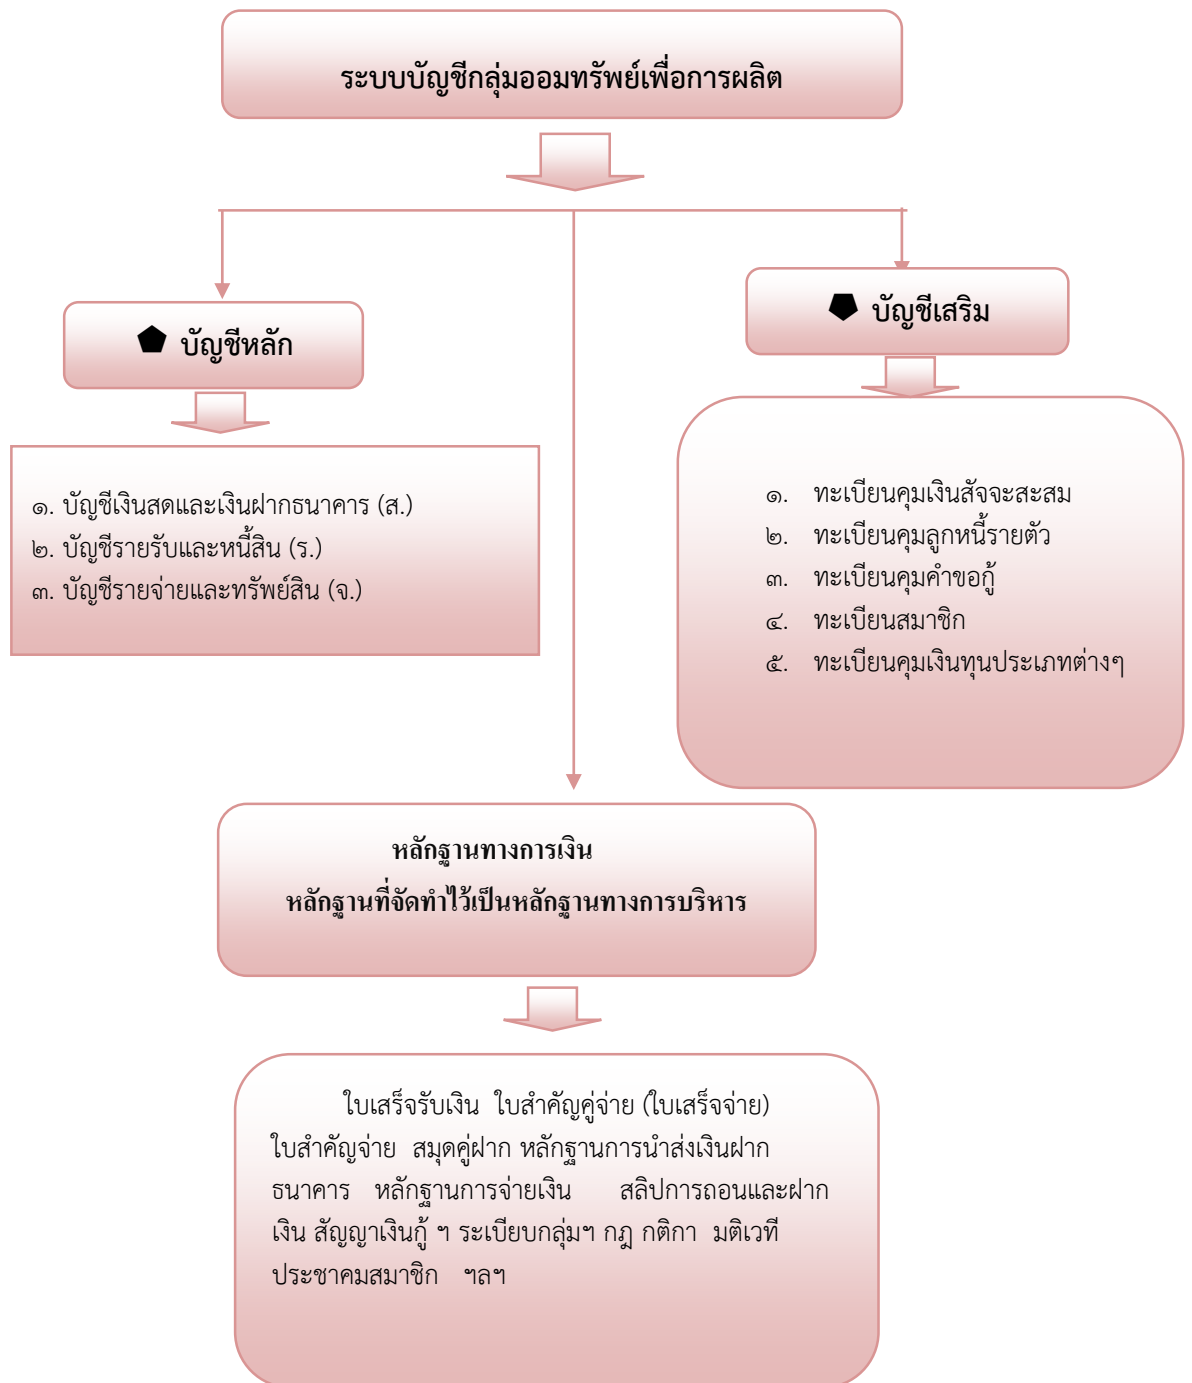 ระบบบัญชีกลุ่มออมทรัพย์เพื่อการผลิต
บัญชีหลัก
๑. บัญชีเงินสดและเงินฝากธนาคาร (ส.)
๒. บัญชีรายรับและหนี้สิน (ร.)
๓. บัญชีรายจ่ายและทรัพย์สิน (จ.)
บัญชีเสริม
๑. ทะเบียนคุมเงินสัจจะสะสม
๒. ทะเบียนคุมลูกหนี้รายตัว
๓. ทะเบียนคุมคำขอกู้
๔. ทะเบียนสมาชิก
๕. ทะเบียนคุมเงินทุนประเภทต่างๆ
หลักฐานทางการเงิน
หลักฐานที่จัดทำไว้เป็นหลักฐานทางการบริหาร
ใบเสร็จรับเงิน ใบสำคัญคู่จ่าย (ใบเสร็จจ่าย)
ใบสำคัญจ่าย สมุดคู่ฝาก หลักฐานการนำส่งเงินฝาก
ธนาคาร หลักฐานการจ่ายเงิน สลิปการถอนและฝาก
เงิน สัญญาเงินกู้ ฯ ระเบียบกลุ่มฯ กฎ กติกา มติเวที
ประชาคมสมาชิก ฯลฯ